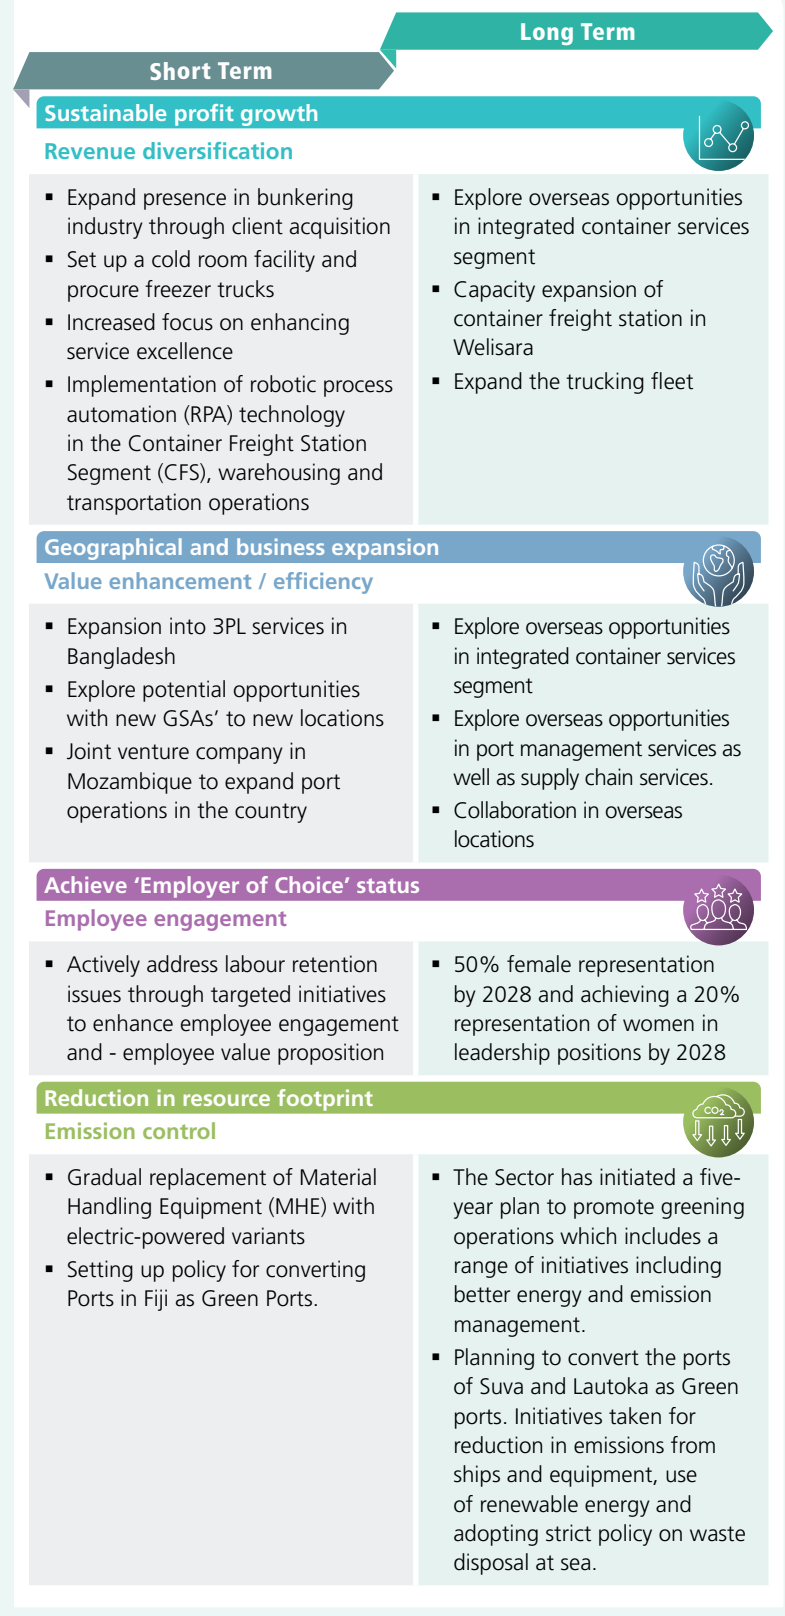 Long Term
Short Term
Sustainable profit growth
Revenue diversification
▪ Expand presence in bunkering
industry through client acquisition
▪ Set up a cold room facility and
procure freezer trucks
▪ Increased focus on enhancing
service excellence
▪ Implementation of robotic process
automation (RPA) technology
in the Container Freight Station
Segment (CFS), warehousing and
transportation operations
▪ Explore overseas opportunities
in integrated container services
segment
▪ Capacity expansion of
container freight station in
Welisara
▪ Expand the trucking fleet
Geographical and business expansion
Value enhancement / efficiency
▪ Expansion into 3PL services in
Bangladesh
▪ Explore potential opportunities
with new GSAs’ to new locations
▪ Joint venture company in
Mozambique to expand port
operations in the country
▪ Explore overseas opportunities
in integrated container services
segment
▪ Explore overseas opportunities
in port management services as
well as supply chain services.
▪ Collaboration in overseas
locations
Achieve ‘Employer of Choice’ status
Employee engagement
▪ Actively address labour retention
issues through targeted initiatives
to enhance employee engagement
and - employee value proposition
▪ 50% female representation
by 2028 and achieving a 20%
representation of women in
leadership positions by 2028
Reduction in resource footprint
CO₂
Emission control
▪ Gradual replacement of Material
Handling Equipment (MHE) with
electric-powered variants
▪ Setting up policy for converting
Ports in Fiji as Green Ports.
▪ The Sector has initiated a five-
year plan to promote greening
operations which includes a
range of initiatives including
better energy and emission
management.
▪ Planning to convert the ports
of Suva and Lautoka as Green
ports. Initiatives taken for
reduction in emissions from
ships and equipment, use
of renewable energy and
adopting strict policy on waste
disposal at sea.